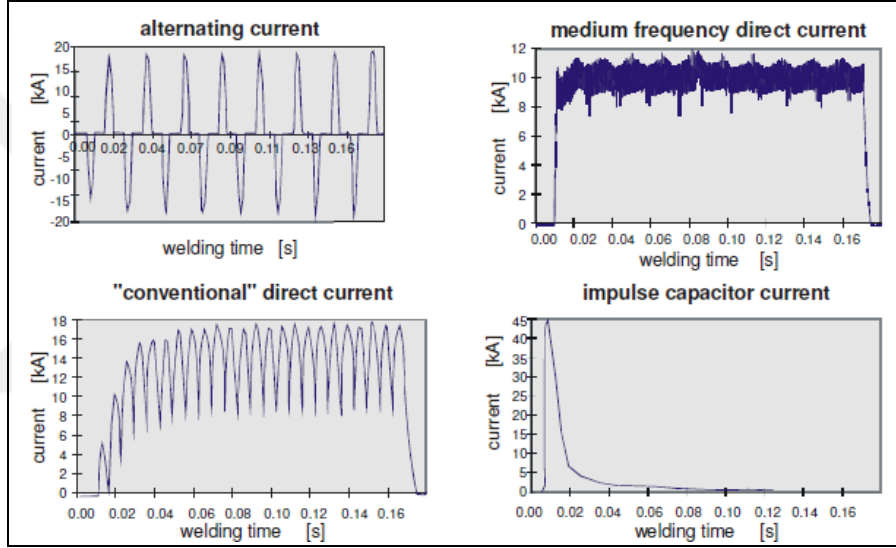 alternating current
20
15
10
5
0
-5
-10
-15
-20
current [kA]
0.00 0.02 0.04 0.06 0.07 0.09 0.11 0.13 0.16
welding time [s]
medium frequency direct current
12
10
8
6
4
2
0
current [kA]
0.00 0.02 0.04 0.06 0.08 0.10 0.12 0.14 0.16
welding time [s]
"conventional" direct current
18
16
14
12
10
8
6
4
2
0
current [kA]
0.00 0.02 0.04 0.06 0.08 0.10 0.12 0.14 0.16
welding time [s]
impulse capacitor current
45
40
35
30
25
20
15
10
5
0
current [kA]
0.00 0.02 0.04 0.06 0.08 0.10 0.12 0.14 0.16
welding time [s]